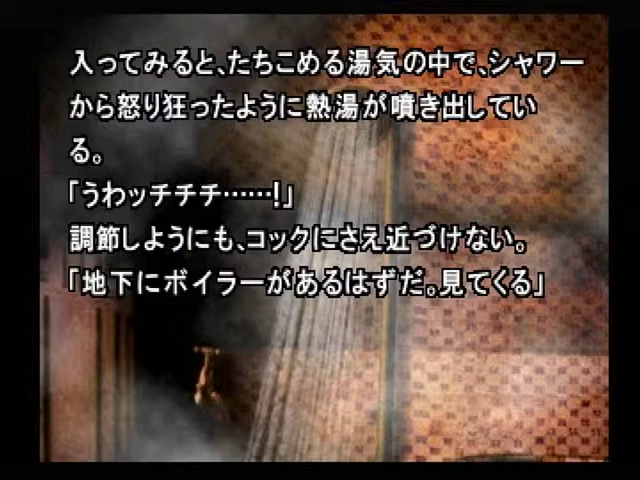 入ってみると、たちこめる湯気の中で、シャワー
から怒り狂ったように熱湯が噴き出してい
る。
「うわッチチチ……!」
調節しようにも、コックにさえ近づけない。
「地下にボイラーがあるはずだ。見てくる」